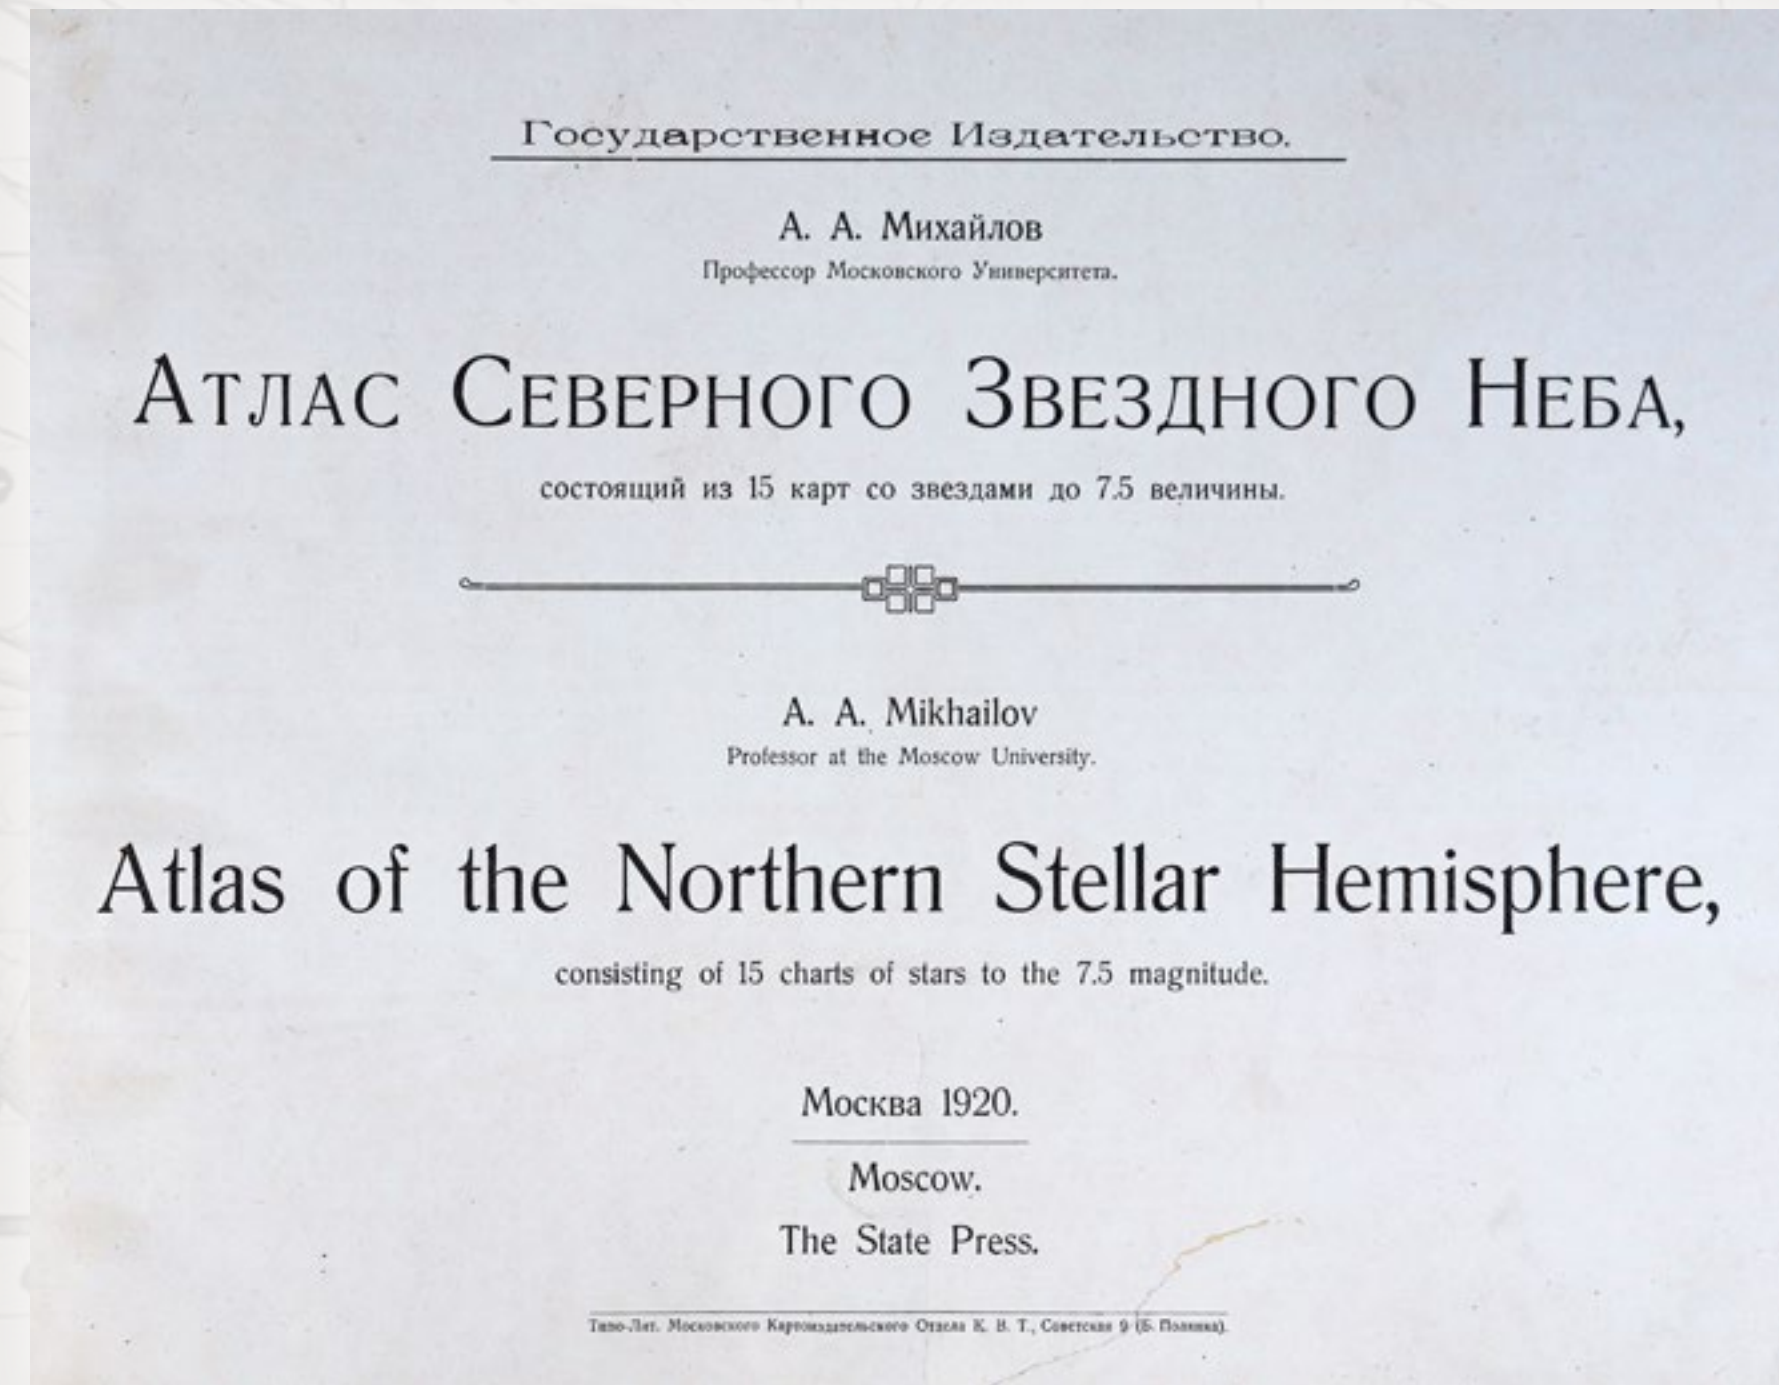 Государственное Издательство.
А. А. Михайлов
Профессор Московского Университета.
Атлас Северного Звездного Неба,
состоящий из 15 карт со звездами до 7.5 величины.
A. A. Mikhailov
Professor at the Moscow University.
Atlas of the Northern Stellar Hemisphere,
consisting of 15 charts of stars to the 7.5 magnitude.
Москва 1920.
Moscow.
The State Press.
Типо-Лит. Московского Картоиздательского Отдела К. В. Т., Советская 9 (Б. Полянка).